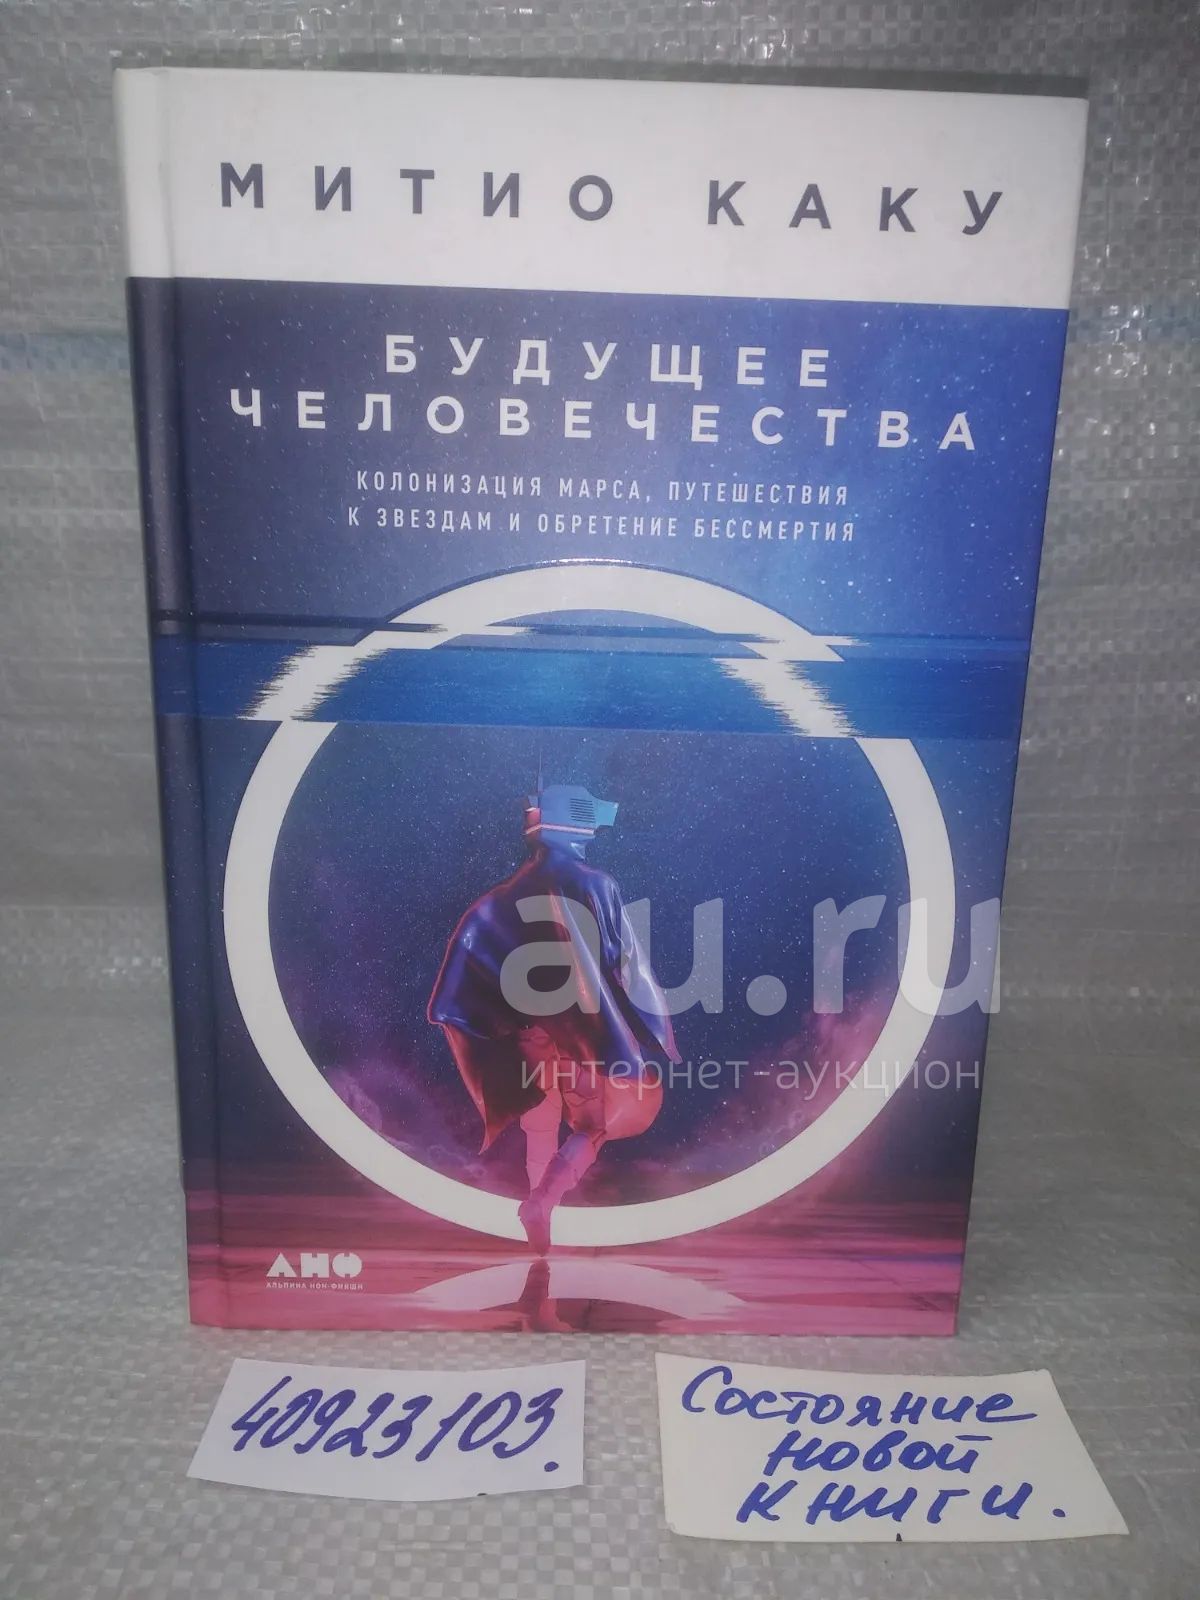 МИТИО КАКУ
БУДУЩЕЕ
ЧЕЛОВЕЧЕСТВА
КОЛОНИЗАЦИЯ МАРСА, ПУТЕШЕСТВИЯ
К ЗВЕЗДАМ И ОБРЕТЕНИЕ БЕССМЕРТИЯ
au.ru
интернет-аукцион
АНФ
АЛЬПИНА НОН-ФИКШН
40923103.
Состояние
новой
книги.